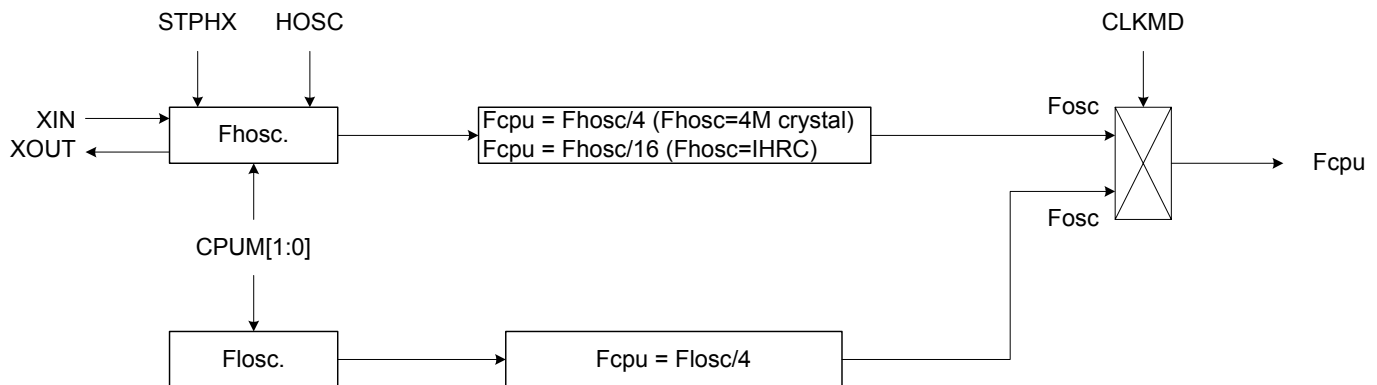 STPHX
HOSC
CLKMD
XIN
XOUT
Fhosc.
Fcpu = Fhosc/4 (Fhosc=4M crystal)
Fcpu = Fhosc/16 (Fhosc=IHRC)
Fosc
Fcpu
Fosc
CPUM[1:0]
Flosc.
Fcpu = Flosc/4